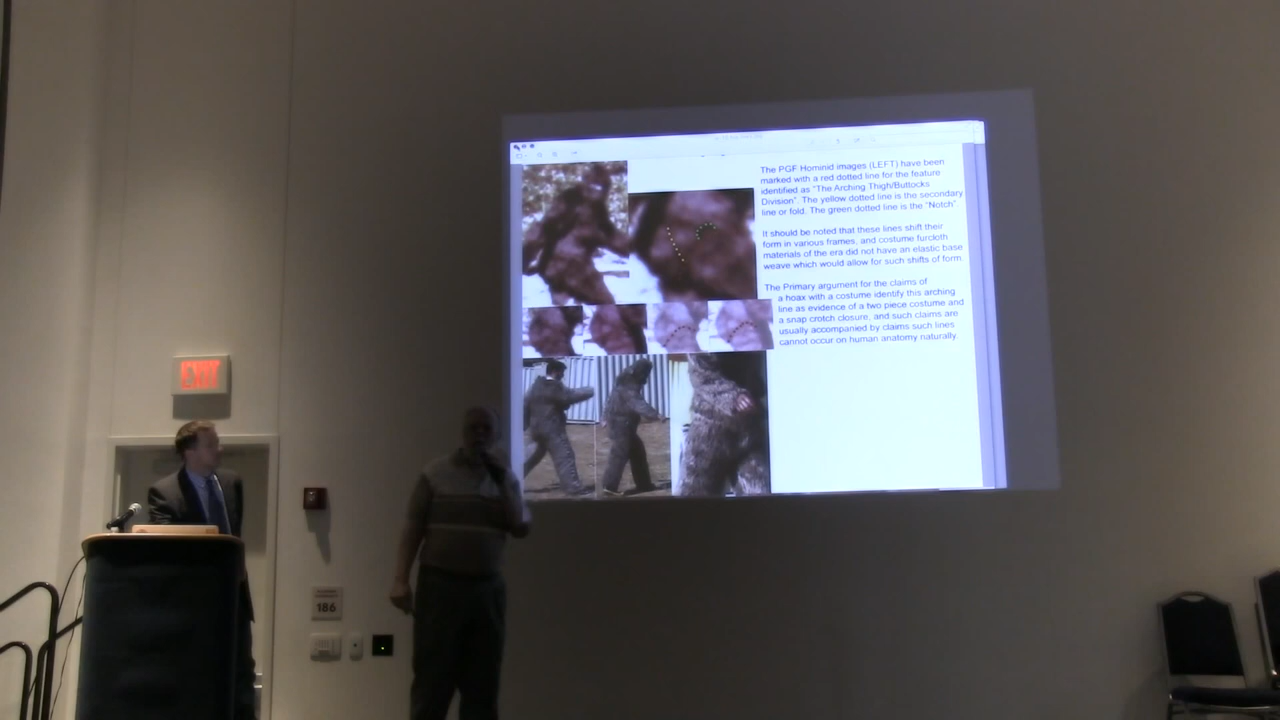 The PGF Hominid images (LEFT) have been
marked with a red dotted line for the feature
identified as "The Arching Thigh/Buttocks
Division". The yellow dotted line is the secondary
line or fold. The green dotted line is the "Notch"
It should be noted that these lines shift their
form in various frames, and costume furcloth
materials of the era did not have an elastic base
weave which would allow for such shifts of form.
The Primary argument for the claims of
a hoax with a costume identify this arching
line as evidence of a two piece costume and
a snap crotch closure, and such claims are
usually accompanied by claims such lines
cannot occur on human anatomy naturally.
EXIT
186